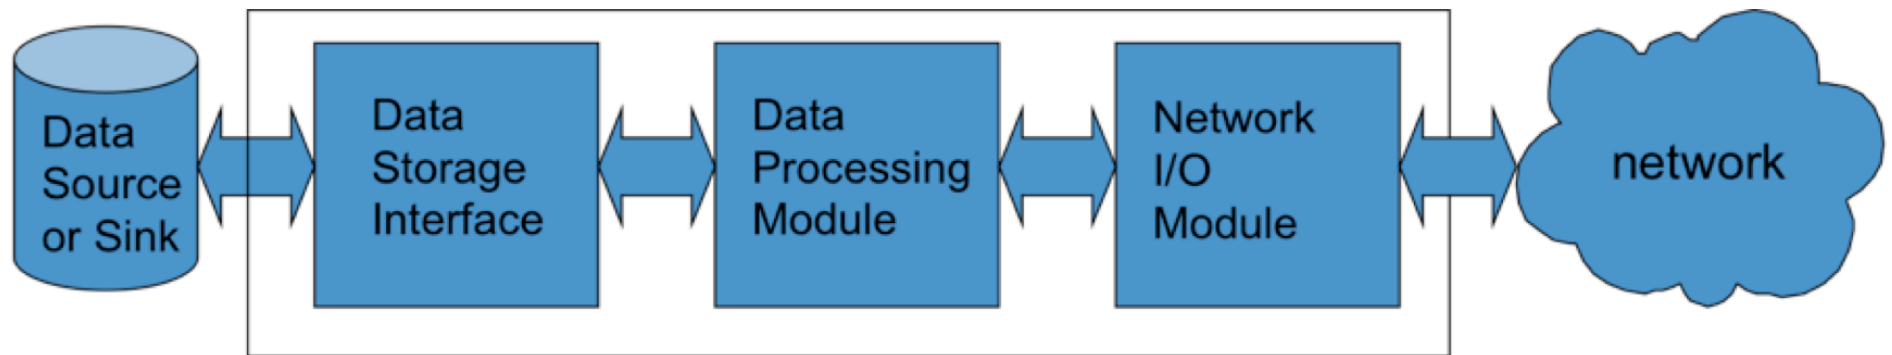 Data
Source
or Sink
Data
Storage
Interface
Data
Processing
Module
Network
I/O
Module
network